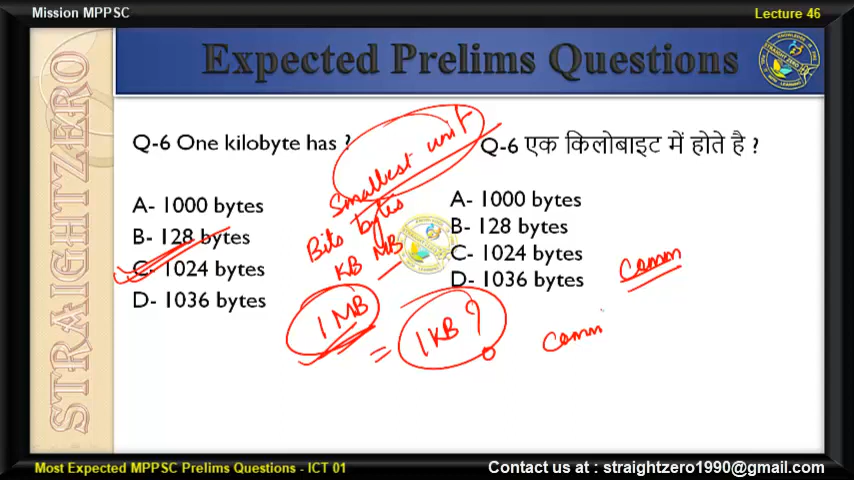 Mission MPPSC
Lecture 46
Expected Prelims Questions
STRAIGHTZERO
Q-6 One kilobyte has ?
A- 1000 bytes
B- 128 bytes
C- 1024 bytes
D- 1036 bytes
Smallest unit
Bits bytes
KB MB
1 MB
= 1 KB ?
Q-6 एक किलोबाइट में होते है ?
A- 1000 bytes
B- 128 bytes
C- 1024 bytes
D- 1036 bytes
Comm
Comm
Most Expected MPPSC Prelims Questions - ICT 01
Contact us at : straightzero1990@gmail.com